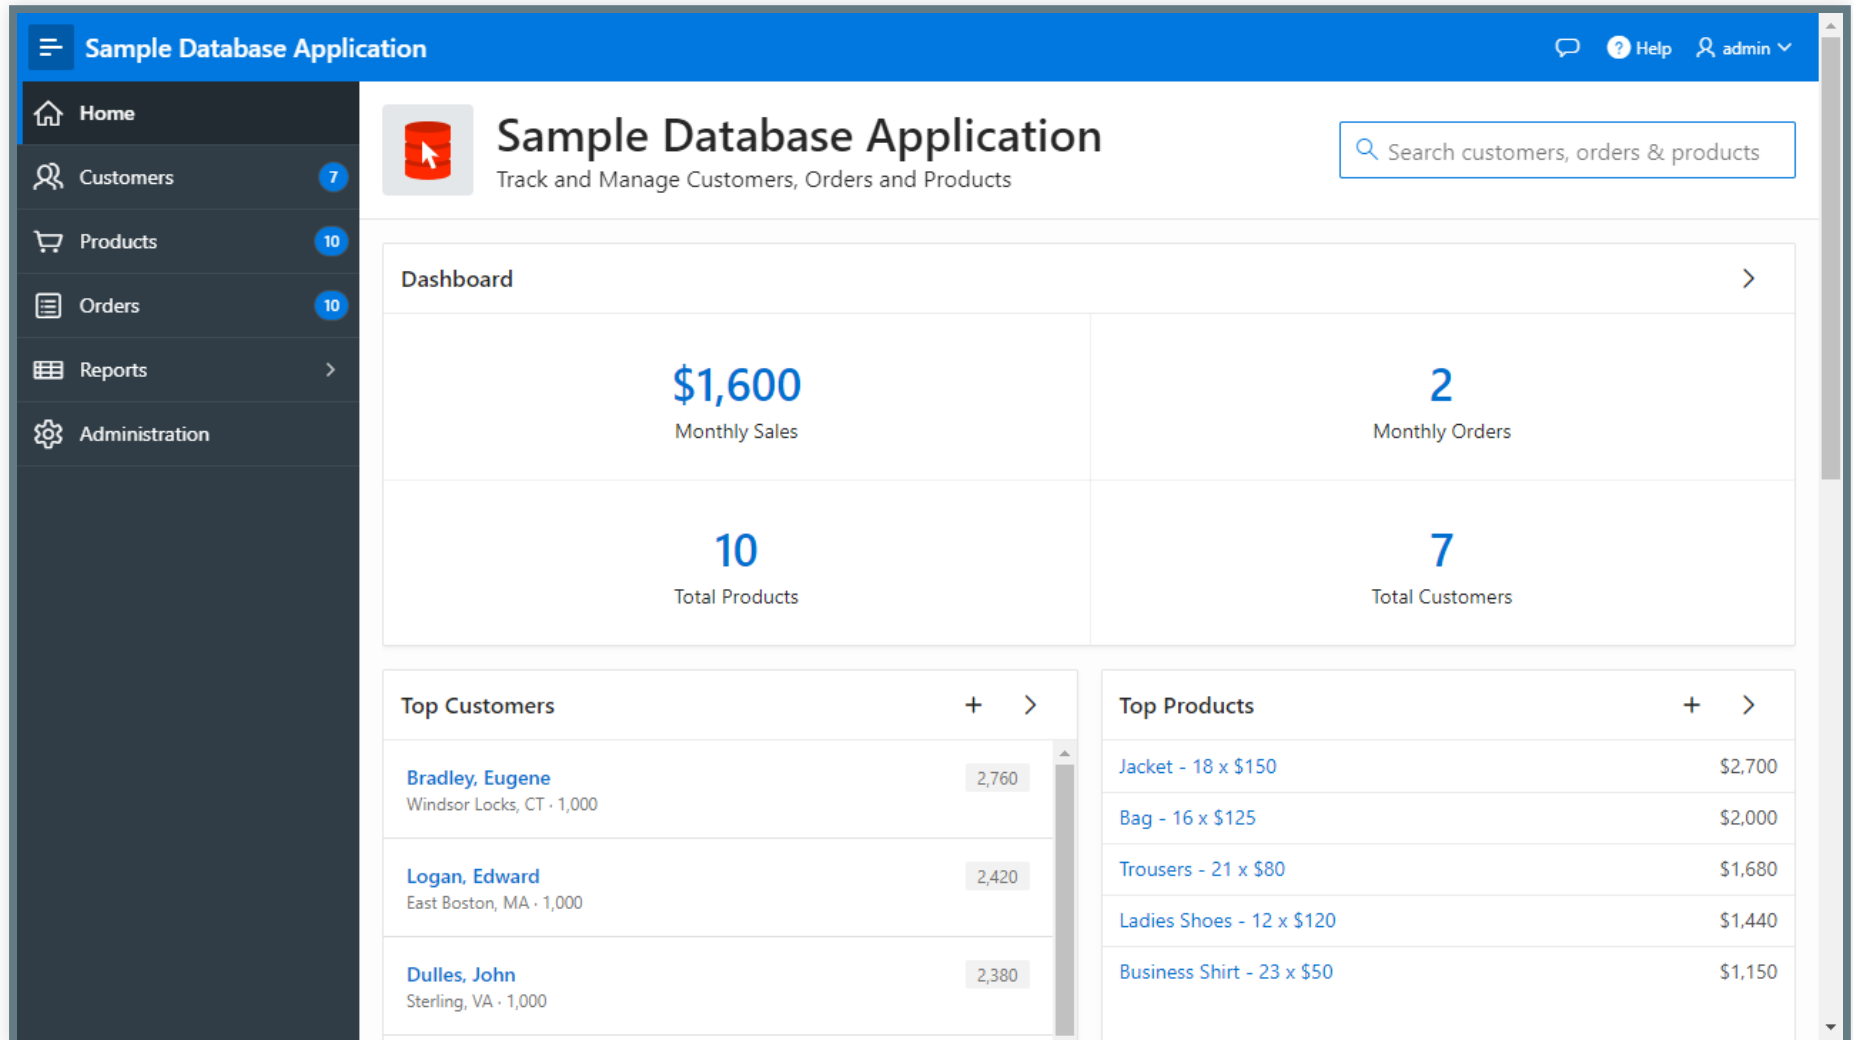 Sample Database Application
? Help
admin
Home
Customers 7
Products 10
Orders 10
Reports
Administration
Sample Database Application
Track and Manage Customers, Orders and Products
Search customers, orders & products
Dashboard
$1,600
Monthly Sales
2
Monthly Orders
10
Total Products
7
Total Customers
Top Customers
Bradley, Eugene 2,760
Windsor Locks, CT · 1,000
Logan, Edward 2,420
East Boston, MA · 1,000
Dulles, John 2,380
Sterling, VA · 1,000
Top Products
Jacket - 18 x $150 $2,700
Bag - 16 x $125 $2,000
Trousers - 21 x $80 $1,680
Ladies Shoes - 12 x $120 $1,440
Business Shirt - 23 x $50 $1,150